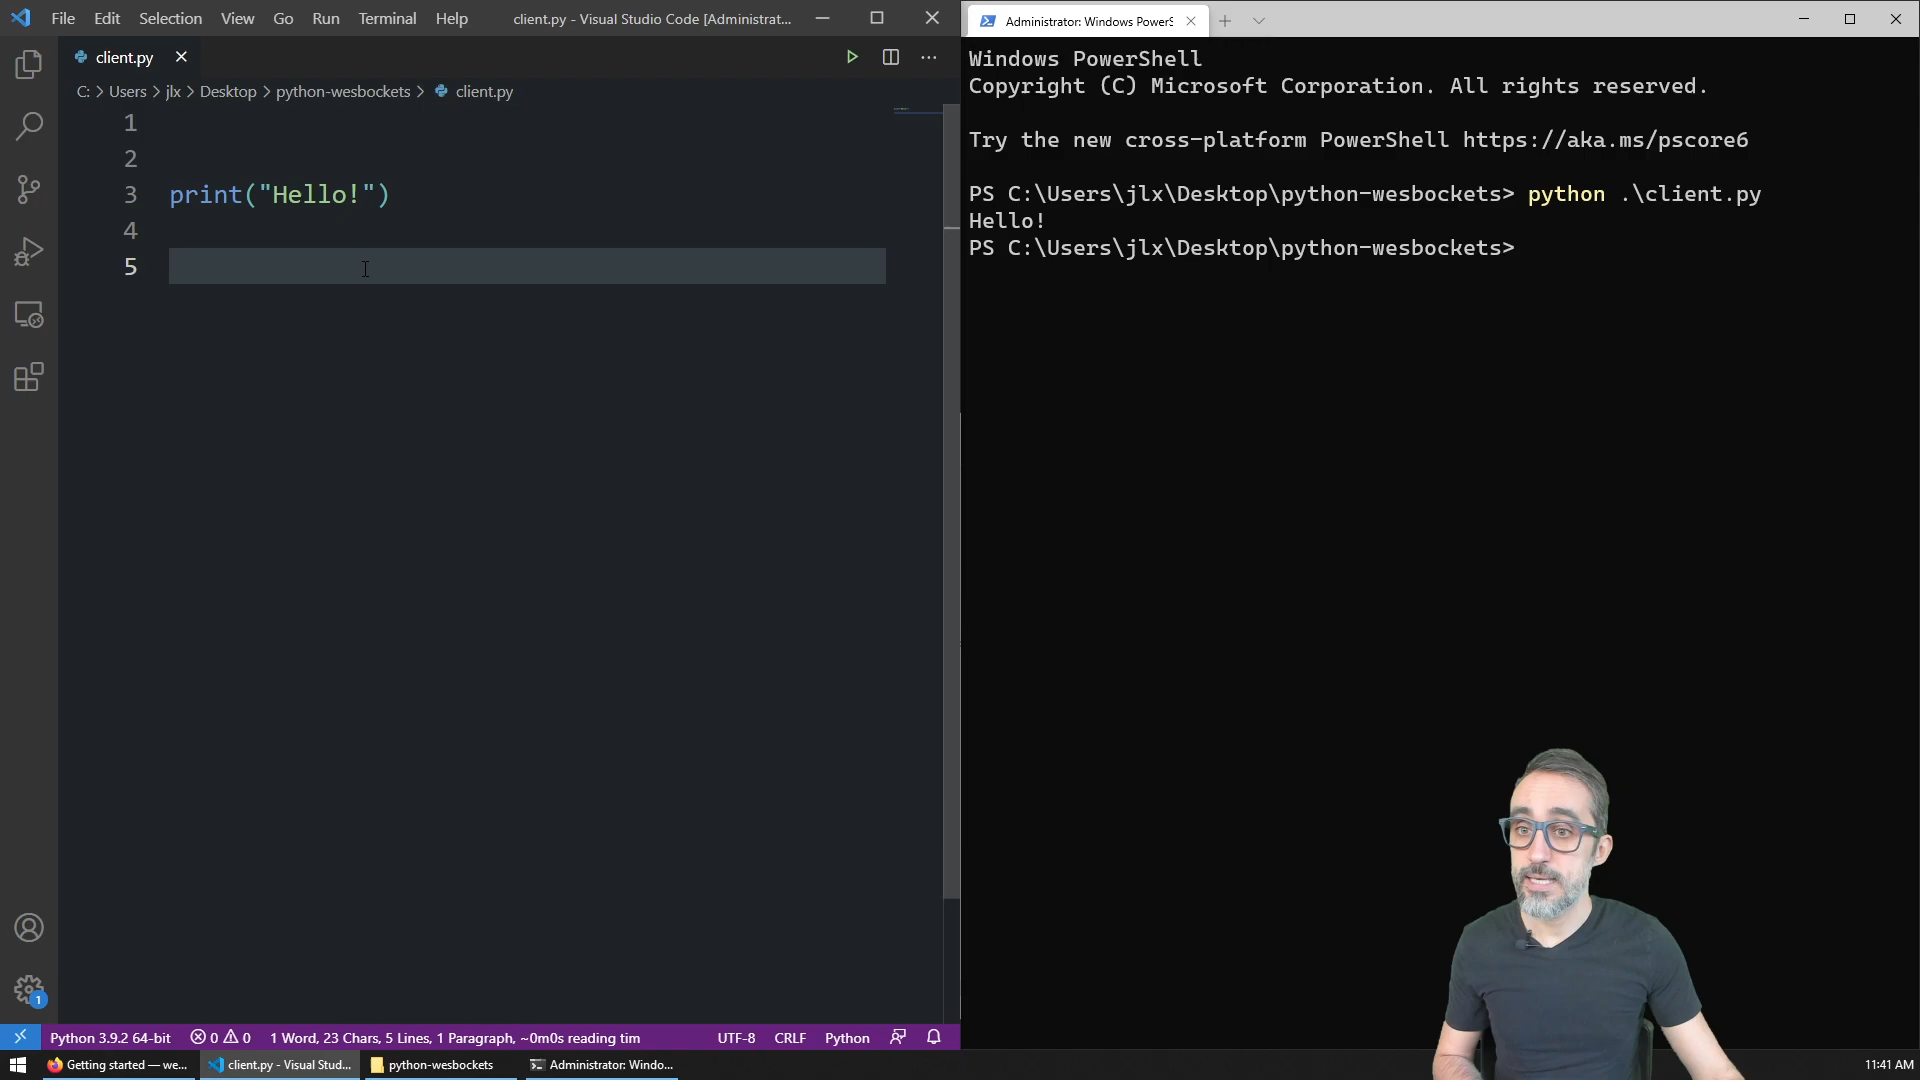 File Edit Selection View Go Run Terminal Help
client.py - Visual Studio Code [Administrat...
client.py
C: > Users > jlx > Desktop > python-wesbockets > client.py
1
2
3 print("Hello!")
4
5
1
Python 3.9.2 64-bit 0 0 1 Word, 23 Chars, 5 Lines, 1 Paragraph, ~0m0s reading tim UTF-8 CRLF Python
Administrator: Windows PowerS
Windows PowerShell
Copyright (C) Microsoft Corporation. All rights reserved.
Try the new cross-platform PowerShell https://aka.ms/pscore6
PS C:\Users\jlx\Desktop\python-wesbockets> python .\client.py
Hello!
PS C:\Users\jlx\Desktop\python-wesbockets>
Getting started — we...
client.py - Visual Studi...
python-wesbockets
Administrator: Windo...
11:41 AM